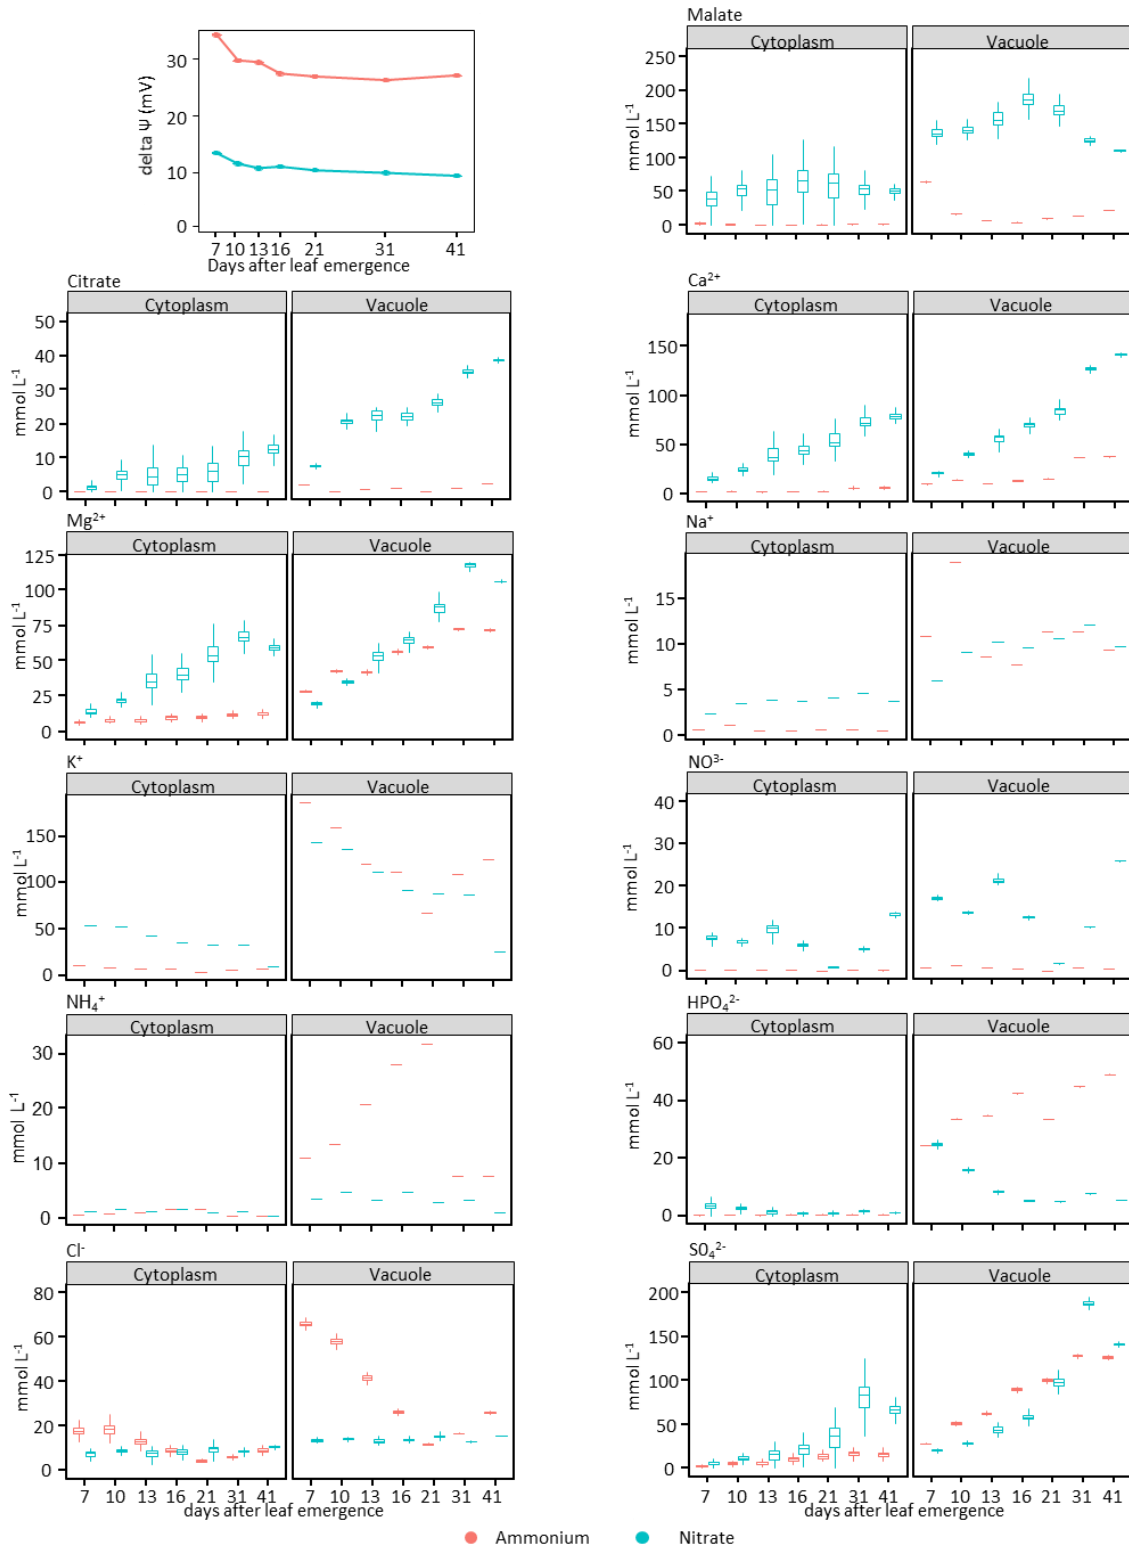 delta Ψ (mV)
30
20
10
0
7 10 13 16 21 31 41
Days after leaf emergence
Malate
Cytoplasm Vacuole
mmol L⁻¹
250
200
150
100
50
0
Citrate
Cytoplasm Vacuole
mmol L⁻¹
50
40
30
20
10
0
Ca²⁺
Cytoplasm Vacuole
mmol L⁻¹
150
100
50
0
Mg²⁺
Cytoplasm Vacuole
mmol L⁻¹
125
100
75
50
25
0
Na⁺
Cytoplasm Vacuole
mmol L⁻¹
15
10
5
0
K⁺
Cytoplasm Vacuole
mmol L⁻¹
150
100
50
0
NO³⁻
Cytoplasm Vacuole
mmol L⁻¹
40
30
20
10
0
NH₄⁺
Cytoplasm Vacuole
mmol L⁻¹
30
20
10
0
HPO₄²⁻
Cytoplasm Vacuole
mmol L⁻¹
60
40
20
0
Cl⁻
Cytoplasm Vacuole
mmol L⁻¹
80
60
40
20
0
7 10 13 16 21 31 41 7 10 13 16 21 31 41
days after leaf emergence
SO₄²⁻
Cytoplasm Vacuole
mmol L⁻¹
200
150
100
50
0
7 10 13 16 21 31 41 7 10 13 16 21 31 41
days after leaf emergence
Ammonium Nitrate